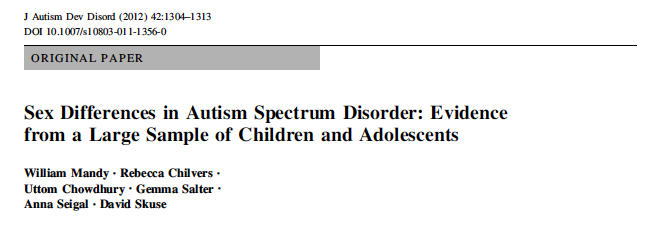 J Autism Dev Disord (2012) 42:1304–1313
DOI 10.1007/s10803-011-1356-0
ORIGINAL PAPER
Sex Differences in Autism Spectrum Disorder: Evidence
from a Large Sample of Children and Adolescents
William Mandy · Rebecca Chilvers ·
Uttom Chowdhury · Gemma Salter ·
Anna Seigal · David Skuse